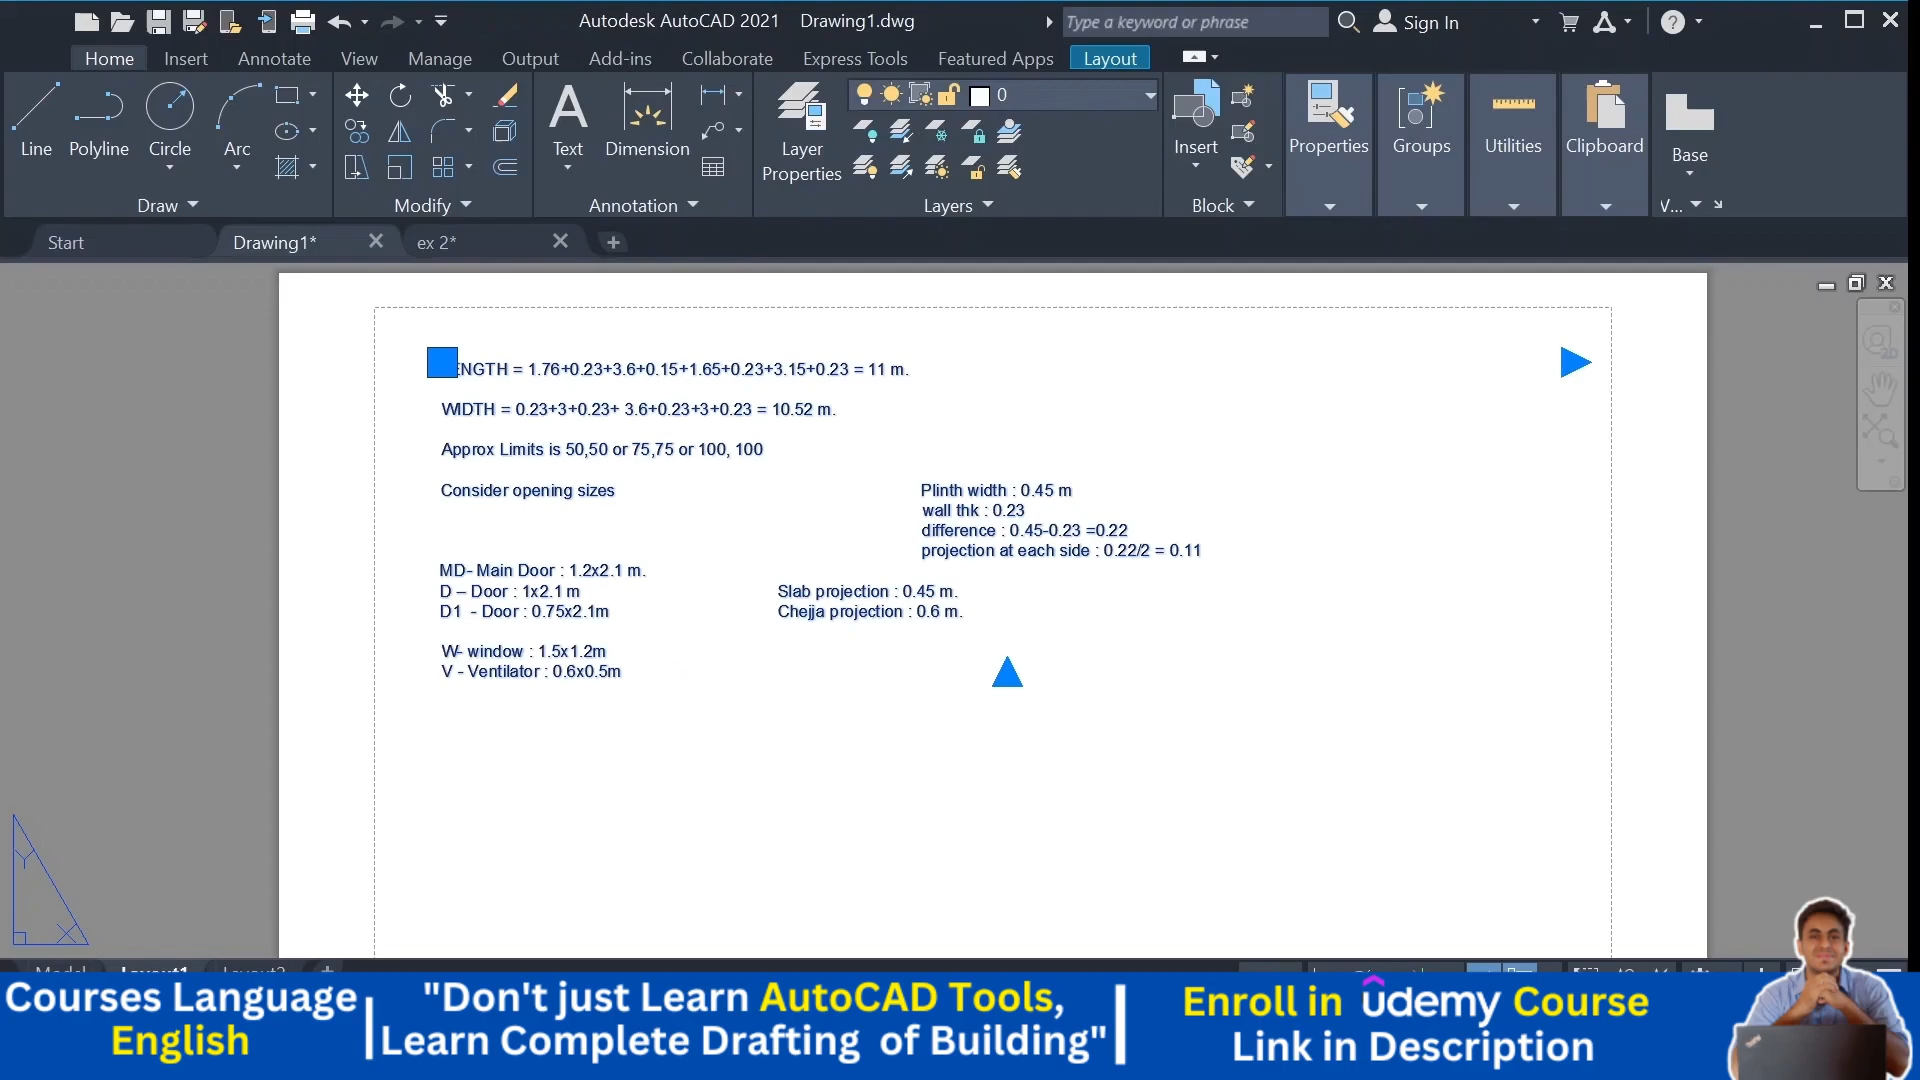 Autodesk AutoCAD 2021 Drawing1.dwg
Type a keyword or phrase
Sign In
Home Insert Annotate View Manage Output Add-ins Collaborate Express Tools Featured Apps Layout
0
Line Polyline Circle Arc
Text Dimension
Layer Properties
Insert
Properties Groups Utilities Clipboard
Base
Draw Modify Annotation Layers Block V...
Start Drawing1* ex 2*
ENGTH = 1.76+0.23+3.6+0.15+1.65+0.23+3.15+0.23 = 11 m.
WIDTH = 0.23+3+0.23+ 3.6+0.23+3+0.23 = 10.52 m.
Approx Limits is 50,50 or 75,75 or 100, 100
Consider opening sizes
Plinth width : 0.45 m
wall thk : 0.23
difference : 0.45-0.23 =0.22
projection at each side : 0.22/2 = 0.11
MD- Main Door : 1.2x2.1 m.
D – Door : 1x2.1 m
D1 - Door : 0.75x2.1m
Slab projection : 0.45 m.
Chejja projection : 0.6 m.
W- window : 1.5x1.2m
V - Ventilator : 0.6x0.5m
Y
X
Model Layout1 Layout2
Courses Language
English
"Don't just Learn AutoCAD Tools,
Learn Complete Drafting of Building"
Enroll in udemy Course
Link in Description